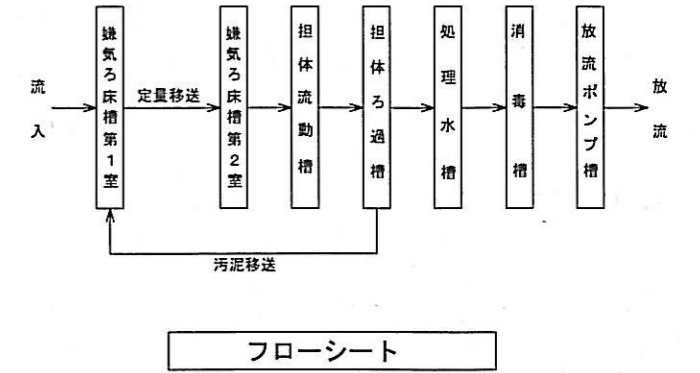 流入
嫌気ろ床槽第1室
定量移送
嫌気ろ床槽第2室
担体流動槽
担体ろ過槽
処理水槽
消毒槽
放流ポンプ槽
放流
汚泥移送
フローシート